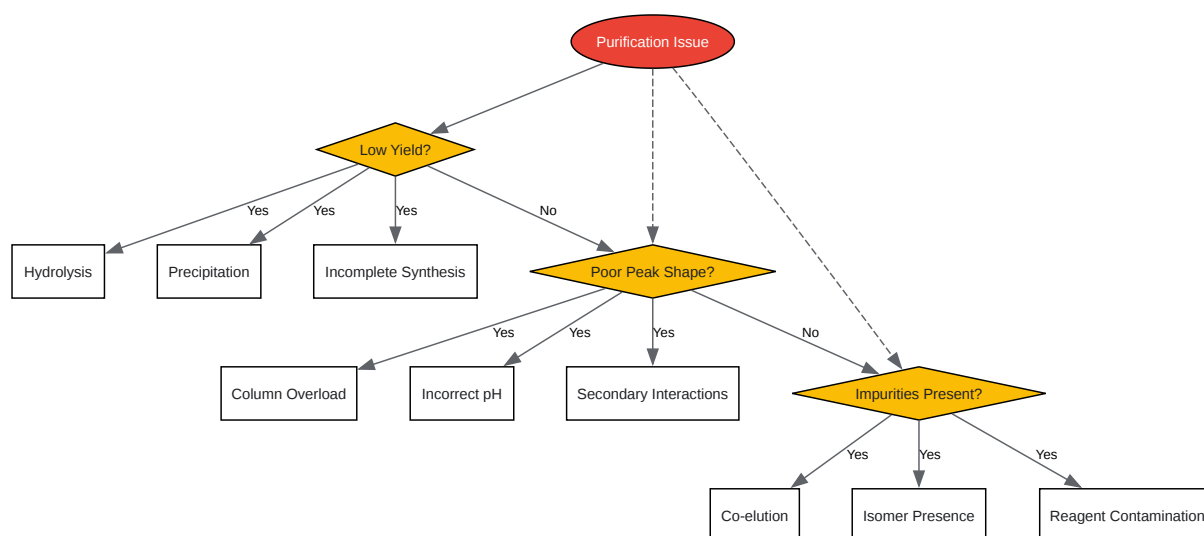 Purification Issue
Low Yield?
Yes
Yes
Yes
No
Hydrolysis
Precipitation
Incomplete Synthesis
Poor Peak Shape?
Yes
Yes
Yes
No
Column Overload
Incorrect pH
Secondary Interactions
Impurities Present?
Yes
Yes
Yes
Co-elution
Isomer Presence
Reagent Contamination